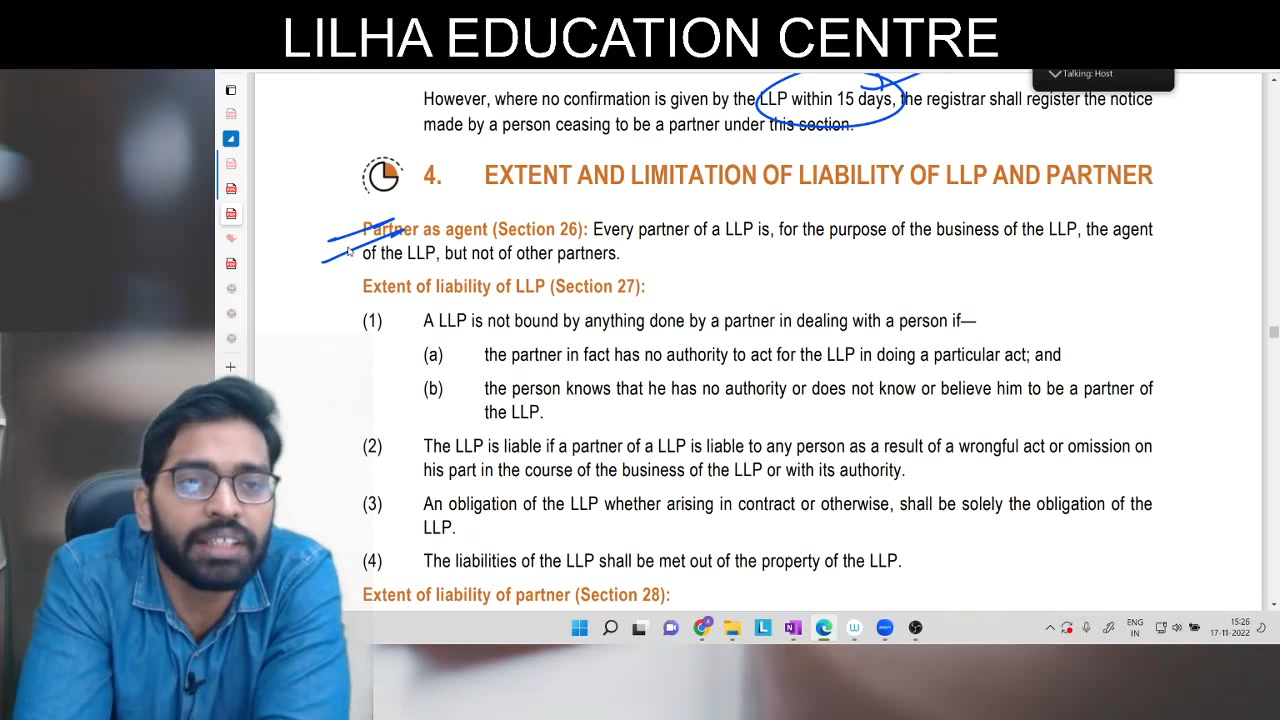 LILHA EDUCATION CENTRE
Talking: Host
However, where no confirmation is given by the LLP within 15 days, the registrar shall register the notice
made by a person ceasing to be a partner under this section.
4. EXTENT AND LIMITATION OF LIABILITY OF LLP AND PARTNER
Partner as agent (Section 26): Every partner of a LLP is, for the purpose of the business of the LLP, the agent
of the LLP, but not of other partners.
Extent of liability of LLP (Section 27):
(1) A LLP is not bound by anything done by a partner in dealing with a person if—
(a) the partner in fact has no authority to act for the LLP in doing a particular act; and
(b) the person knows that he has no authority or does not know or believe him to be a partner of
the LLP.
(2) The LLP is liable if a partner of a LLP is liable to any person as a result of a wrongful act or omission on
his part in the course of the business of the LLP or with its authority.
(3) An obligation of the LLP whether arising in contract or otherwise, shall be solely the obligation of the
LLP.
(4) The liabilities of the LLP shall be met out of the property of the LLP.
Extent of liability of partner (Section 28):
ENG
IN
15:26
17-11-2022